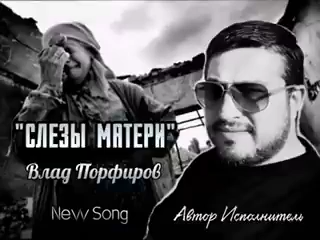 "СЛЕЗЫ МАТЕРИ"
Влад Порфиров
New Song
Автор Исполнитель